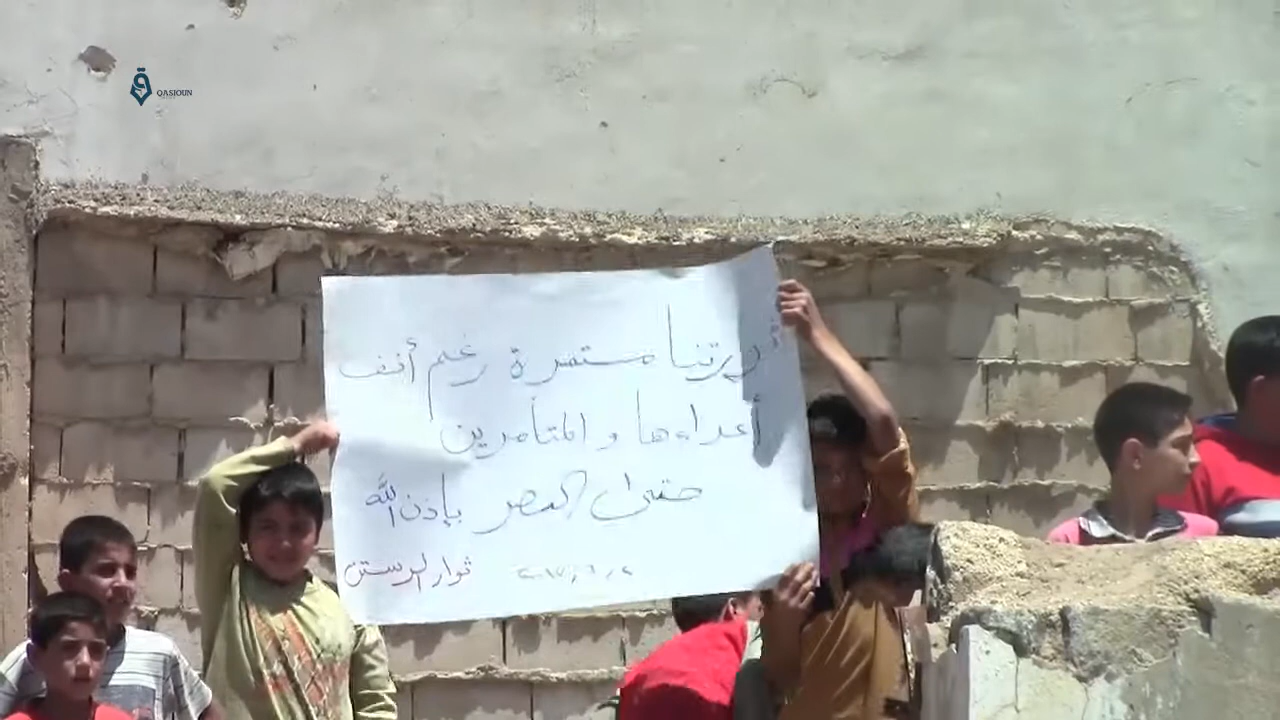 QASIOUN
ثورتنا مستمرة رغم أنف
أعداءها و المتآمرين
حتى النصر بإذن الله
ثوار الرستن